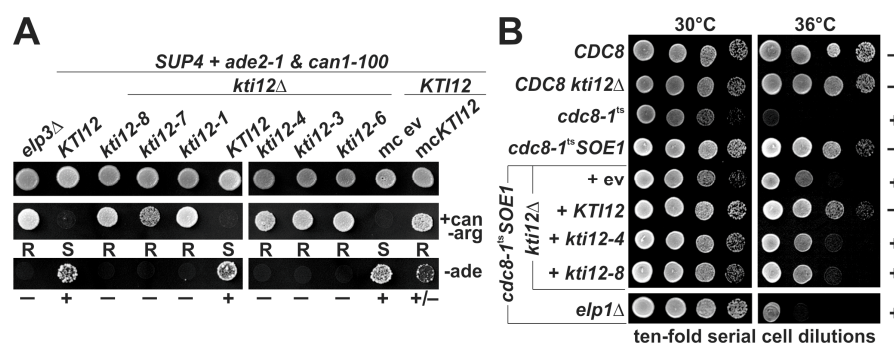 A
SUP4 + ade2-1 & can1-100
kti12Δ KTI12
elp3Δ KTI12 kti12-8 kti12-7 kti12-1 KTI12 kti12-4 kti12-3 kti12-6 mc ev mcKTI12
+can
-arg
R S R R R S R R R S R
-ade
– + – – – + – – – + +/–
B
30°C 36°C
CDC8
CDC8 kti12Δ
cdc8-1ts
cdc8-1tsSOE1
cdc8-1tsSOE1
kti12Δ
+ ev
+ KTI12
+ kti12-4
+ kti12-8
elp1Δ
ten-fold serial cell dilutions